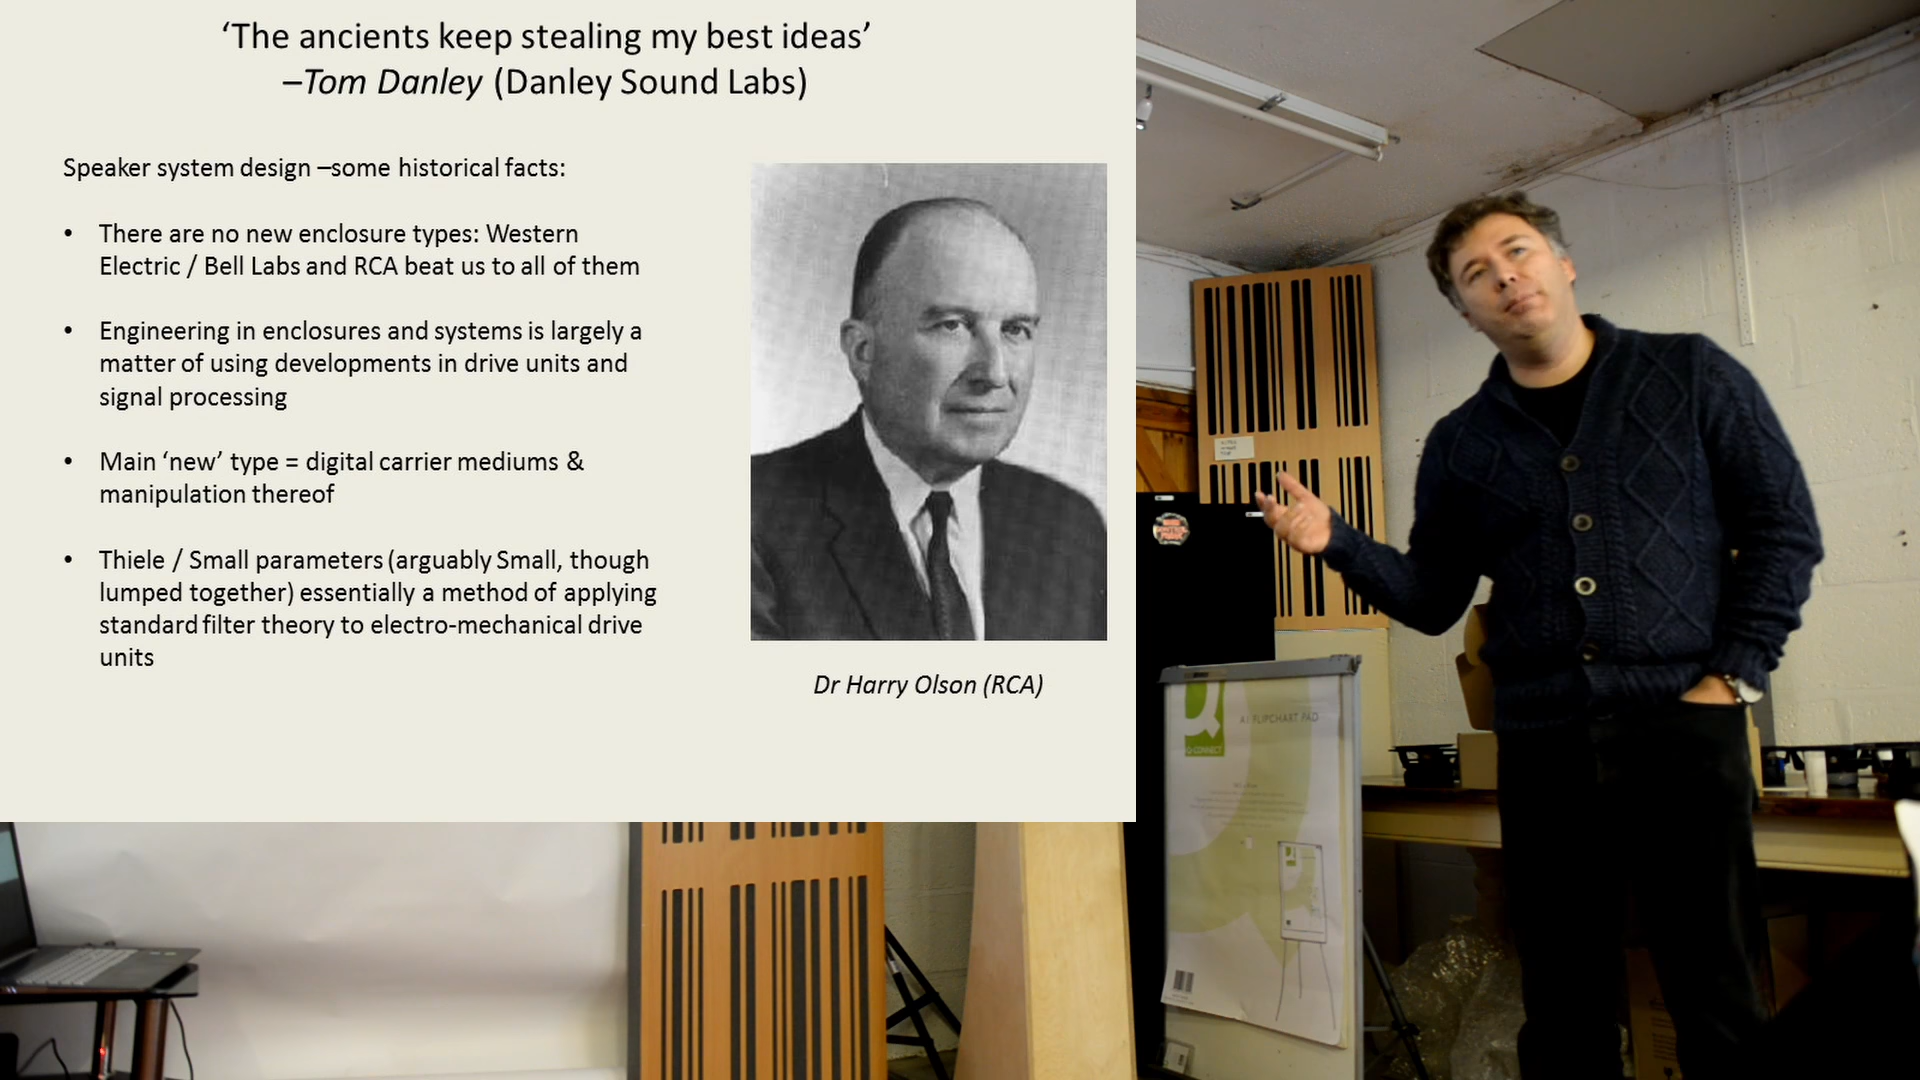 ‘The ancients keep stealing my best ideas’
–Tom Danley (Danley Sound Labs)
Speaker system design –some historical facts:
• There are no new enclosure types: Western
Electric / Bell Labs and RCA beat us to all of them
• Engineering in enclosures and systems is largely a
matter of using developments in drive units and
signal processing
• Main ‘new’ type = digital carrier mediums &
manipulation thereof
• Thiele / Small parameters (arguably Small, though
lumped together) essentially a method of applying
standard filter theory to electro-mechanical drive
units
Dr Harry Olson (RCA)
A1 FLIPCHART PAD
Q CONNECT